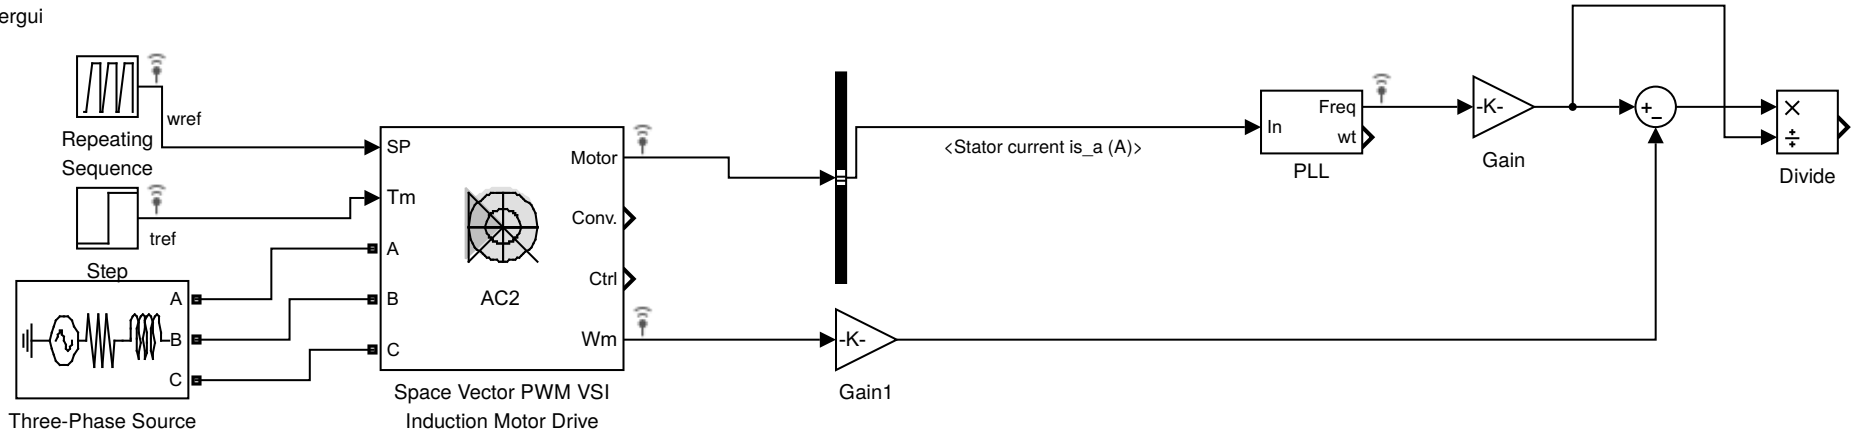 ergui
Repeating
Sequence
wref
Step
tref
A
B
C
Three-Phase Source
SP
Tm
A
B
C
Motor
Conv.
Ctrl
Wm
AC2
Space Vector PWM VSI
Induction Motor Drive
<Stator current is_a (A)>
-K-
Gain1
In
Freq
wt
PLL
-K-
Gain
+
−
×
÷
Divide